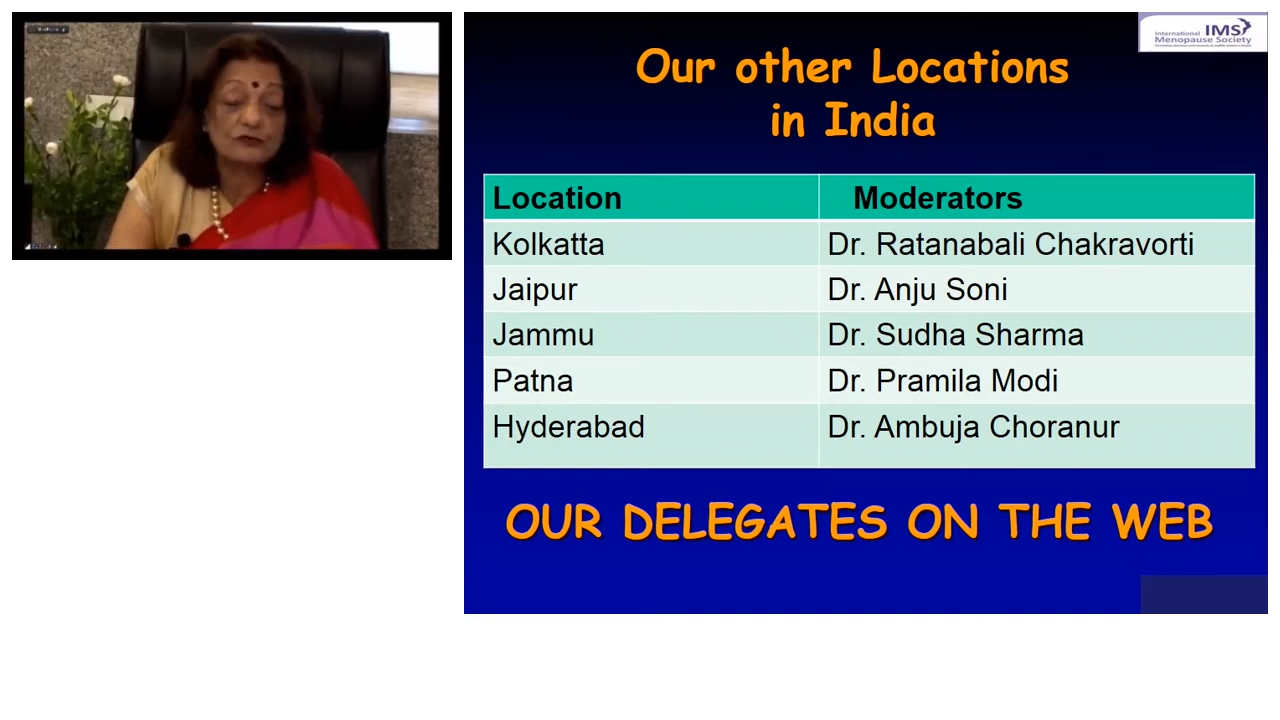 International
IMS
Menopause Society
Our other Locations
in India
Location Moderators
Kolkatta Dr. Ratanabali Chakravorti
Jaipur Dr. Anju Soni
Jammu Dr. Sudha Sharma
Patna Dr. Pramila Modi
Hyderabad Dr. Ambuja Choranur
OUR DELEGATES ON THE WEB